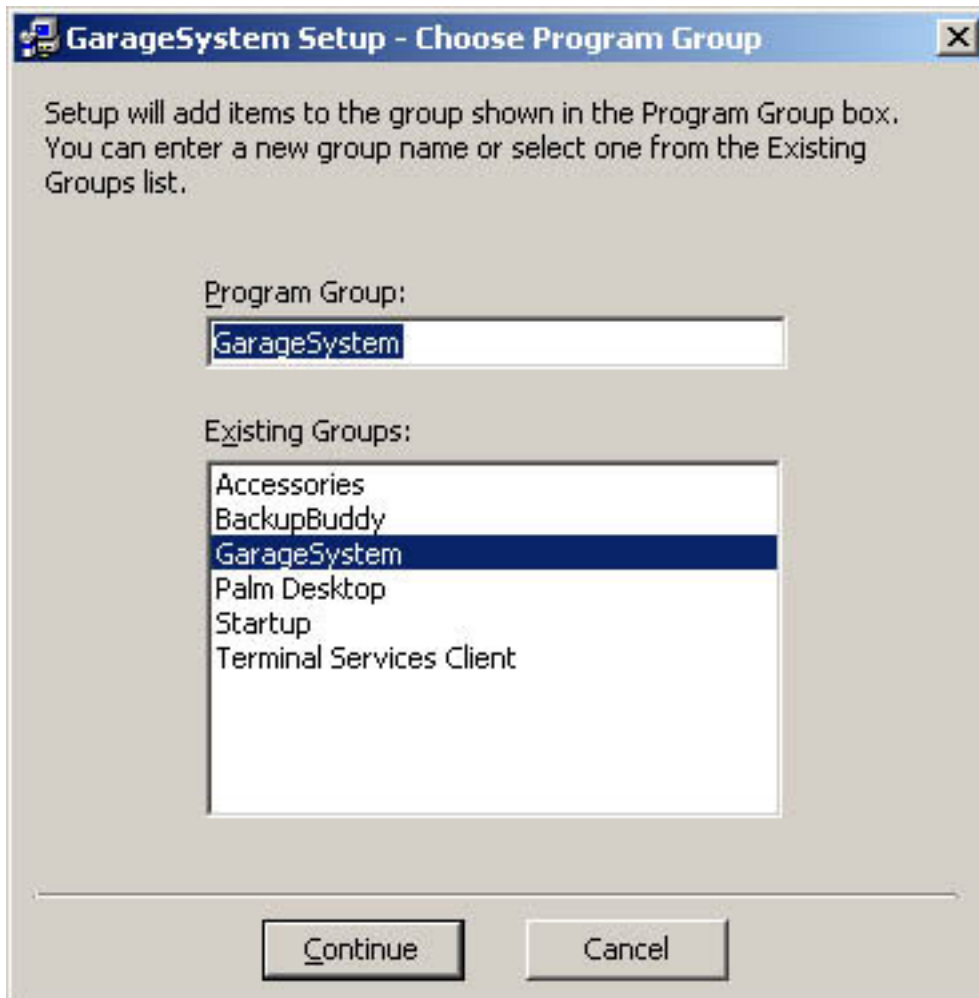 GarageSystem Setup - Choose Program Group
Setup will add items to the group shown in the Program Group box.
You can enter a new group name or select one from the Existing
Groups list.
Program Group:
GarageSystem
Existing Groups:
Accessories
BackupBuddy
GarageSystem
Palm Desktop
Startup
Terminal Services Client
Continue
Cancel